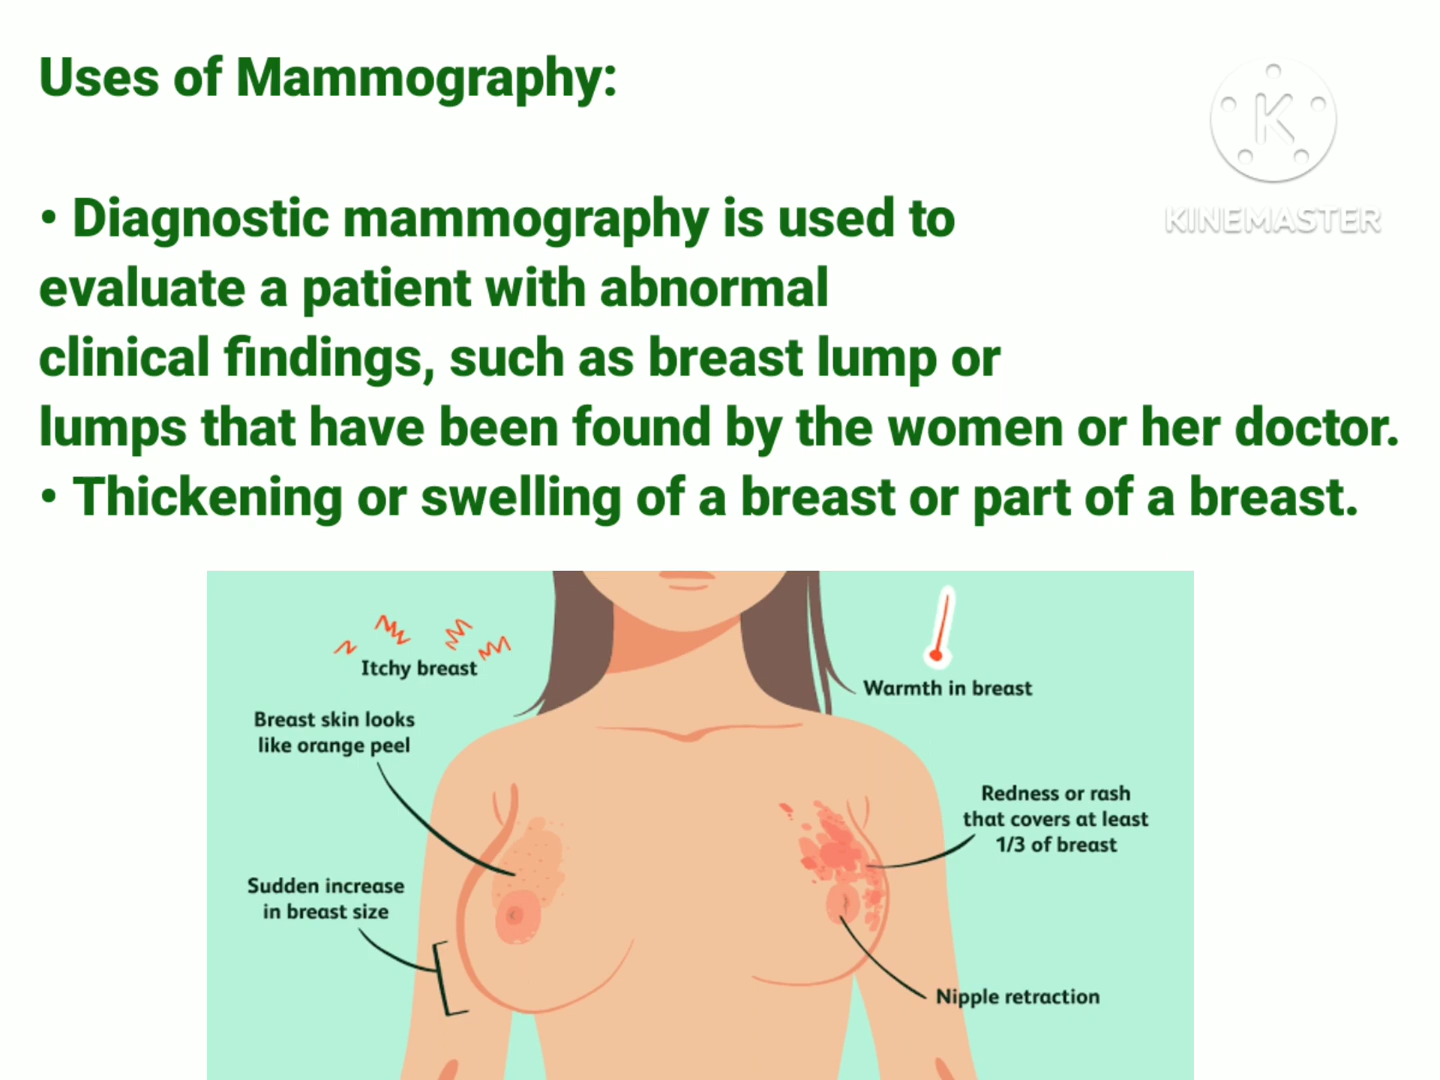 Uses of Mammography:
KINEMASTER
• Diagnostic mammography is used to
evaluate a patient with abnormal
clinical findings, such as breast lump or
lumps that have been found by the women or her doctor.
• Thickening or swelling of a breast or part of a breast.
Itchy breast
Warmth in breast
Breast skin looks
like orange peel
Redness or rash
that covers at least
1/3 of breast
Sudden increase
in breast size
Nipple retraction